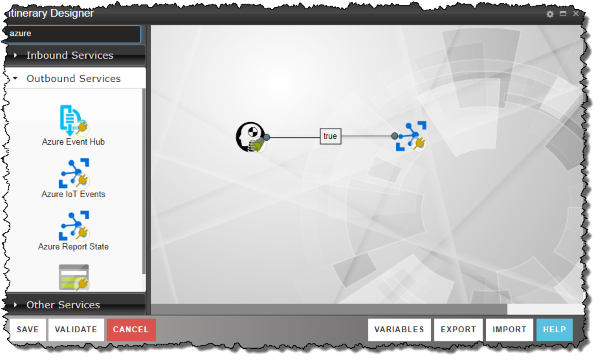 Itinerary Designer
azure
Inbound Services
Outbound Services
Azure Event Hub
Azure IoT Events
Azure Report State
true
Other Services
SAVE
VALIDATE
CANCEL
VARIABLES
EXPORT
IMPORT
HELP